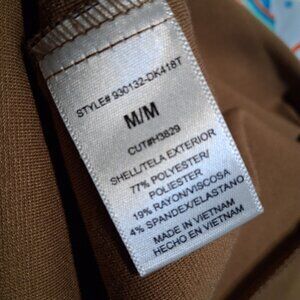 STYLE# 930132-DK418T
M/M
CUT#H3829
SHELL/TELA EXTERIOR
77% POLYESTER/
POLIESTER
19% RAYON/VISCOSA
4% SPANDEX/ELASTANO
MADE IN VIETNAM
HECHO EN VIETNAM